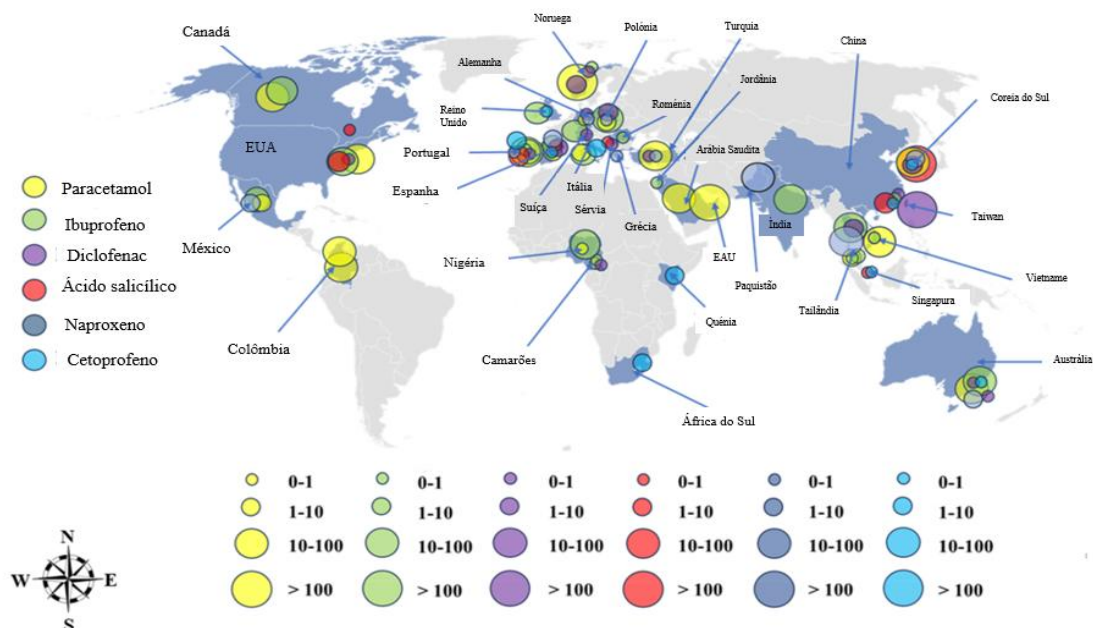 Canadá
Noruega
Polónia
Turquia
China
Alemanha
Jordânia
Reino
Unido
Roménia
Coreia do Sul
EUA
Portugal
Arábia Saudita
Paracetamol
Espanha
Itália
Suíça
Sérvia
Grécia
EAU
Índia
Taiwan
Ibuprofeno
México
Diclofenac
Nigéria
Paquistão
Vietname
Ácido salicílico
Tailândia
Singapura
Naproxeno
Quénia
Colômbia
Camarões
Cetoprofeno
Austrália
África do Sul
0-1 0-1 0-1 0-1 0-1 0-1
1-10 1-10 1-10 1-10 1-10 1-10
10-100 10-100 10-100 10-100 10-100 10-100
> 100 > 100 > 100 > 100 > 100 > 100
N
W E
S